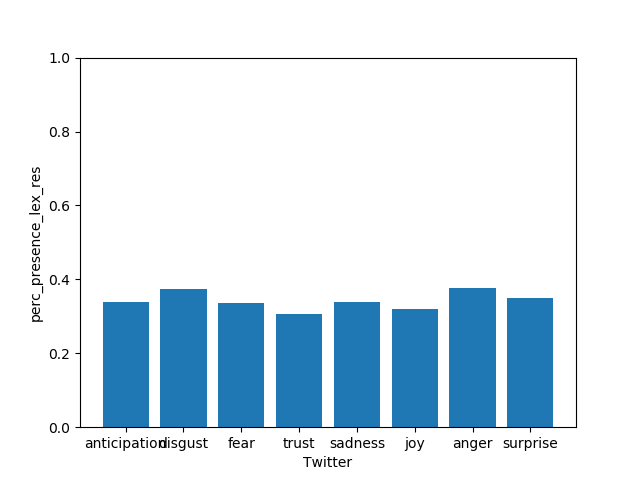 1.0
0.8
0.6
0.4
0.2
0.0
perc_presence_lex_res
anticipation disgust fear trust sadness joy anger surprise
Twitter